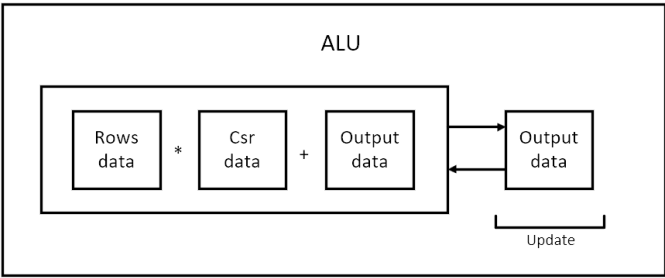 ALU
Rows
data
*
Csr
data
+
Output
data
Output
data
Update